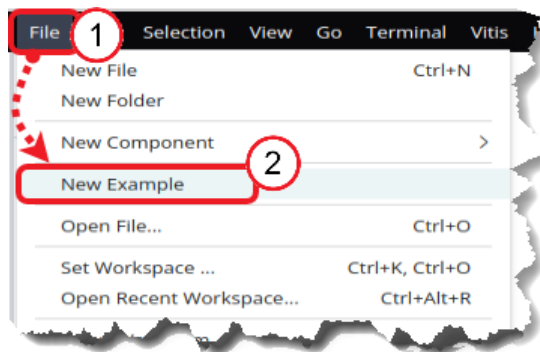 File 1 Selection View Go Terminal Vitis
New File Ctrl+N
New Folder
New Component >
2
New Example
Open File... Ctrl+O
Set Workspace ... Ctrl+K, Ctrl+O
Open Recent Workspace... Ctrl+Alt+R